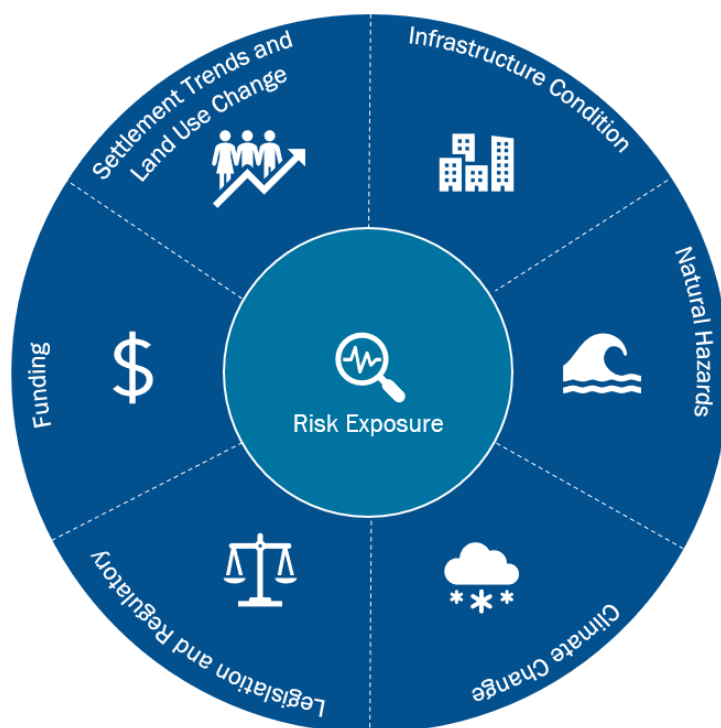 Settlement Trends and
Land Use Change
Infrastructure Condition
Natural Hazards
Climate Change
Legislation and Regulatory
Funding
$
Risk Exposure